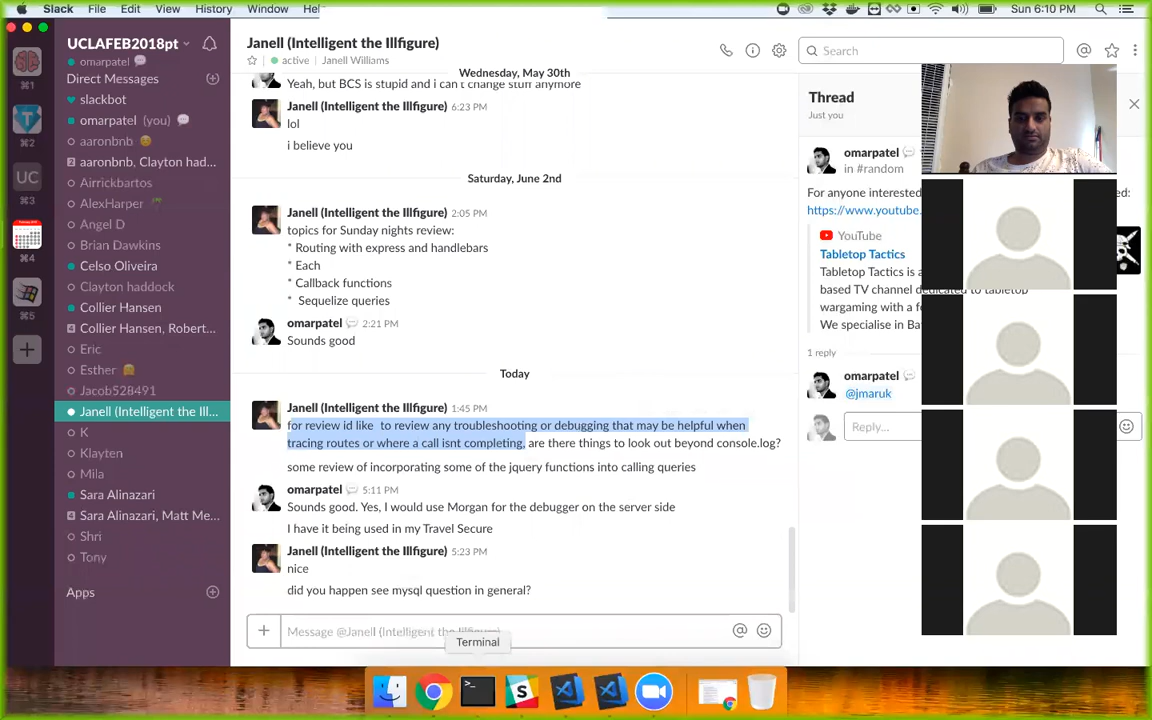 Slack File Edit View History Window Hel
Sun 6:10 PM
UCLAFEB2018pt
omarpatel
Direct Messages
slackbot
omarpatel (you)
aaronbnb
2 aaronbnb, Clayton had...
Airrickbartos
AlexHarper
Angel D
Brian Dawkins
Celso Oliveira
Clayton haddock
Collier Hansen
4 Collier Hansen, Robert...
Eric
Esther
Jacob528491
Janell (Intelligent the Ill...
K
Klayten
Mila
Sara Alinazari
4 Sara Alinazari, Matt Me...
Shri
Tony
Apps
⌘1
⌘2
UC
⌘3
⌘4
⌘5
Janell (Intelligent the Illfigure)
active | Janell Williams
Search
Wednesday, May 30th
Yeah, but BCS is stupid and i can't change stuff anymore
Janell (Intelligent the Illfigure) 6:23 PM
lol
i believe you
Saturday, June 2nd
Janell (Intelligent the Illfigure) 2:05 PM
topics for Sunday nights review:
* Routing with express and handlebars
* Each
* Callback functions
* Sequelize queries
omarpatel 2:21 PM
Sounds good
Today
Janell (Intelligent the Illfigure) 1:45 PM
for review id like to review any troubleshooting or debugging that may be helpful when
tracing routes or where a call isnt completing, are there things to look out beyond console.log?
some review of incorporating some of the jquery functions into calling queries
omarpatel 5:11 PM
Sounds good. Yes, I would use Morgan for the debugger on the server side
I have it being used in my Travel Secure
Janell (Intelligent the Illfigure) 5:23 PM
nice
did you happen see mysql question in general?
Message @Janell (Intelligent the Illfigure)
Terminal
Thread
Just you
omarpatel
in #random
For anyone interested
ed:
https://www.youtube.
YouTube
Tabletop Tactics
Tabletop Tactics is a
based TV channel dedicated to tabletop
wargaming with a fo
We specialise in Ba
1 reply
omarpatel
@jmaruk
Reply...